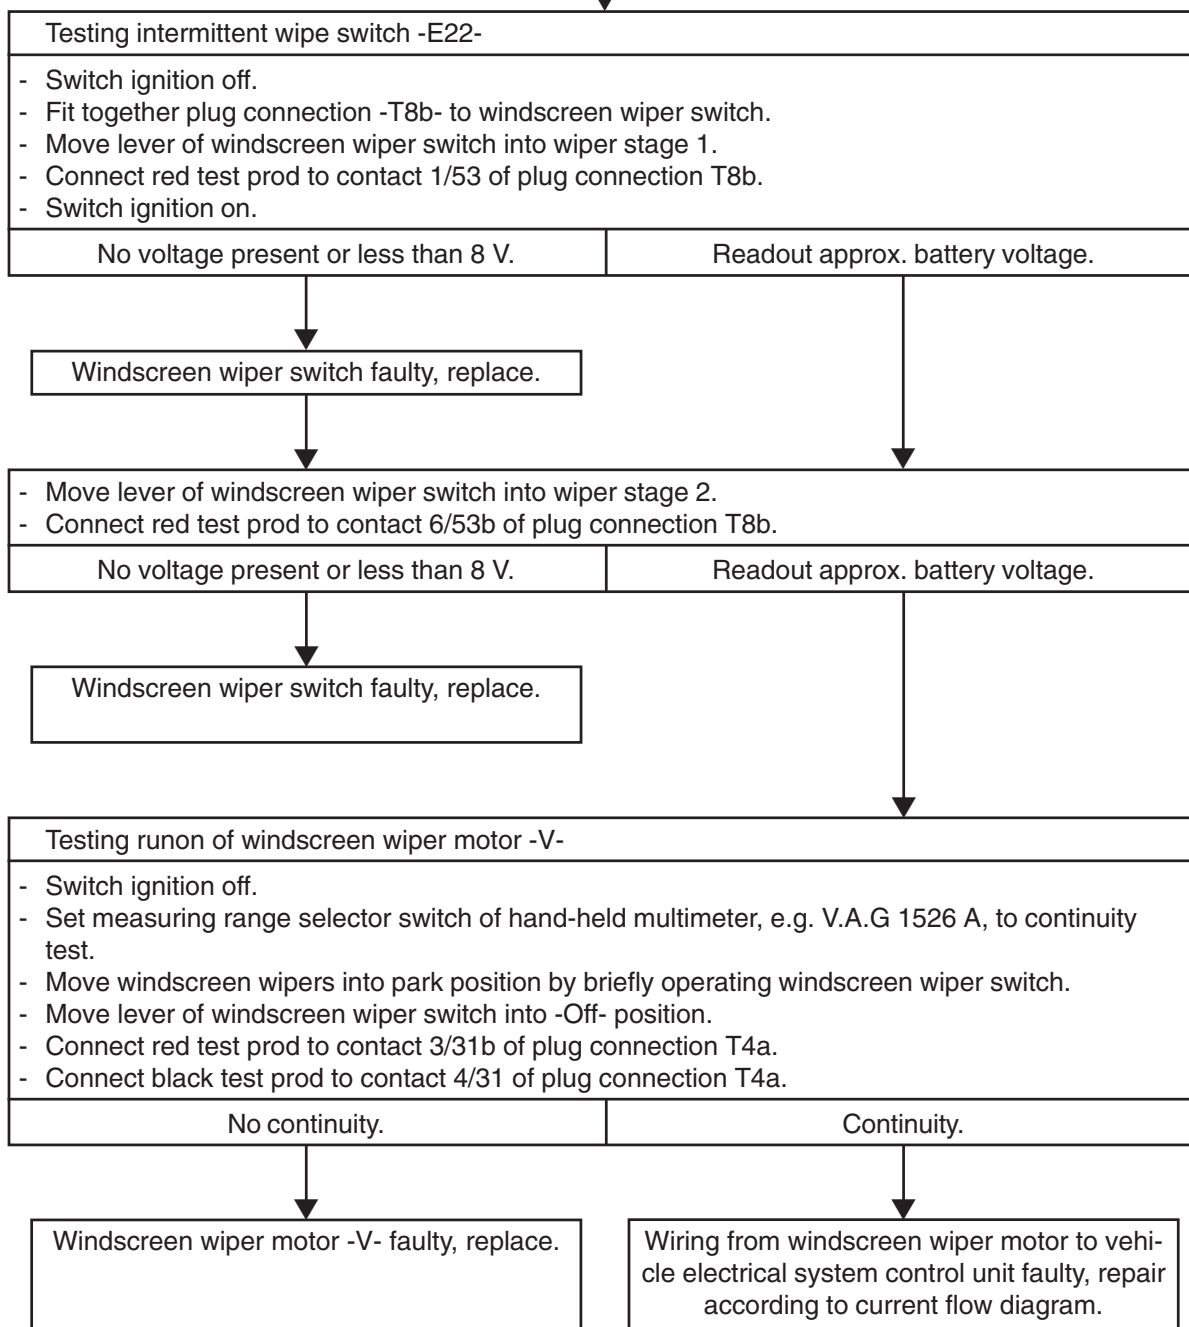 Testing intermittent wipe switch -E22-
- Switch ignition off.
- Fit together plug connection -T8b- to windscreen wiper switch.
- Move lever of windscreen wiper switch into wiper stage 1.
- Connect red test prod to contact 1/53 of plug connection T8b.
- Switch ignition on.
No voltage present or less than 8 V.
Readout approx. battery voltage.
Windscreen wiper switch faulty, replace.
- Move lever of windscreen wiper switch into wiper stage 2.
- Connect red test prod to contact 6/53b of plug connection T8b.
No voltage present or less than 8 V.
Readout approx. battery voltage.
Windscreen wiper switch faulty, replace.
Testing runon of windscreen wiper motor -V-
- Switch ignition off.
- Set measuring range selector switch of hand-held multimeter, e.g. V.A.G 1526 A, to continuity
test.
- Move windscreen wipers into park position by briefly operating windscreen wiper switch.
- Move lever of windscreen wiper switch into -Off- position.
- Connect red test prod to contact 3/31b of plug connection T4a.
- Connect black test prod to contact 4/31 of plug connection T4a.
No continuity.
Continuity.
Windscreen wiper motor -V- faulty, replace.
Wiring from windscreen wiper motor to vehi-
cle electrical system control unit faulty, repair
according to current flow diagram.